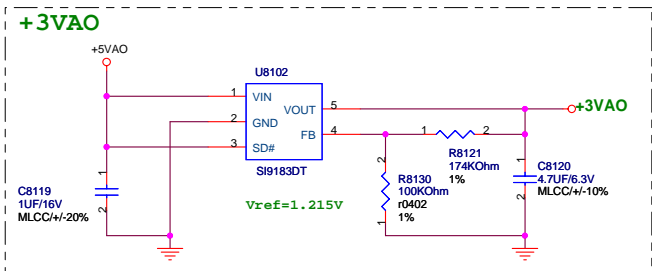 +3VAO
+5VAO
U8102
1 VIN
VOUT 5
+3VAO
2 GND
FB 4
1 2
3 SD#
R8121
174KOhm
1%
SI9183DT
1
C8119
1UF/16V
MLCC/+/-20%
2
Vref=1.215V
2
R8130
100KOhm
r0402
1%
1
1
C8120
4.7UF/6.3V
MLCC/+/-10%
2